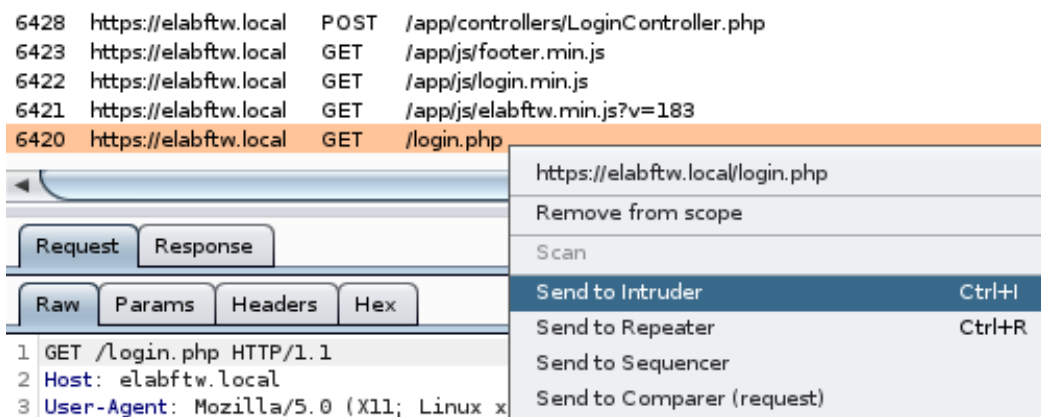 6428 https://elabftw.local POST /app/controllers/LoginController.php
6423 https://elabftw.local GET /app/js/footer.min.js
6422 https://elabftw.local GET /app/js/login.min.js
6421 https://elabftw.local GET /app/js/elabftw.min.js?v=183
6420 https://elabftw.local GET /login.php
https://elabftw.local/login.php
Remove from scope
Scan
Send to Intruder Ctrl+I
Send to Repeater Ctrl+R
Send to Sequencer
Send to Comparer (request)
Request Response
Raw Params Headers Hex
1 GET /login.php HTTP/1.1
2 Host: elabftw.local
3 User-Agent: Mozilla/5.0 (X11; Linux x